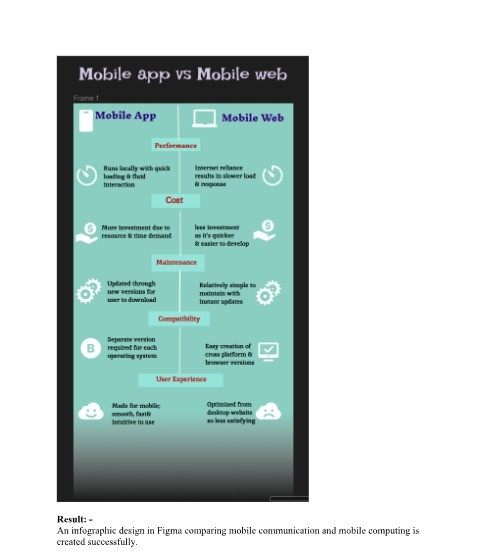 Mobile app vs Mobile web
Frame 1
Mobile App
Mobile Web
Performance
Runs locally with quick
loading & fluid
interaction
Internet reliance
results in slower load
& response
Cost
More investment due to
resource & time demand
less investment
as it's quicker
& easier to develop
Maintenance
Updated through
new versions for
user to download
Relatively simple to
maintain with
instant updates
Compatibility
B
Separate version
required for each
operating system
Easy creation of
cross platform &
browser versions
User Experience
Made for mobile;
smooth, fast&
intuitive to use
Optimised from
desktop website
so less satisfying
Result: -
An infographic design in Figma comparing mobile communication and mobile computing is
created successfully.